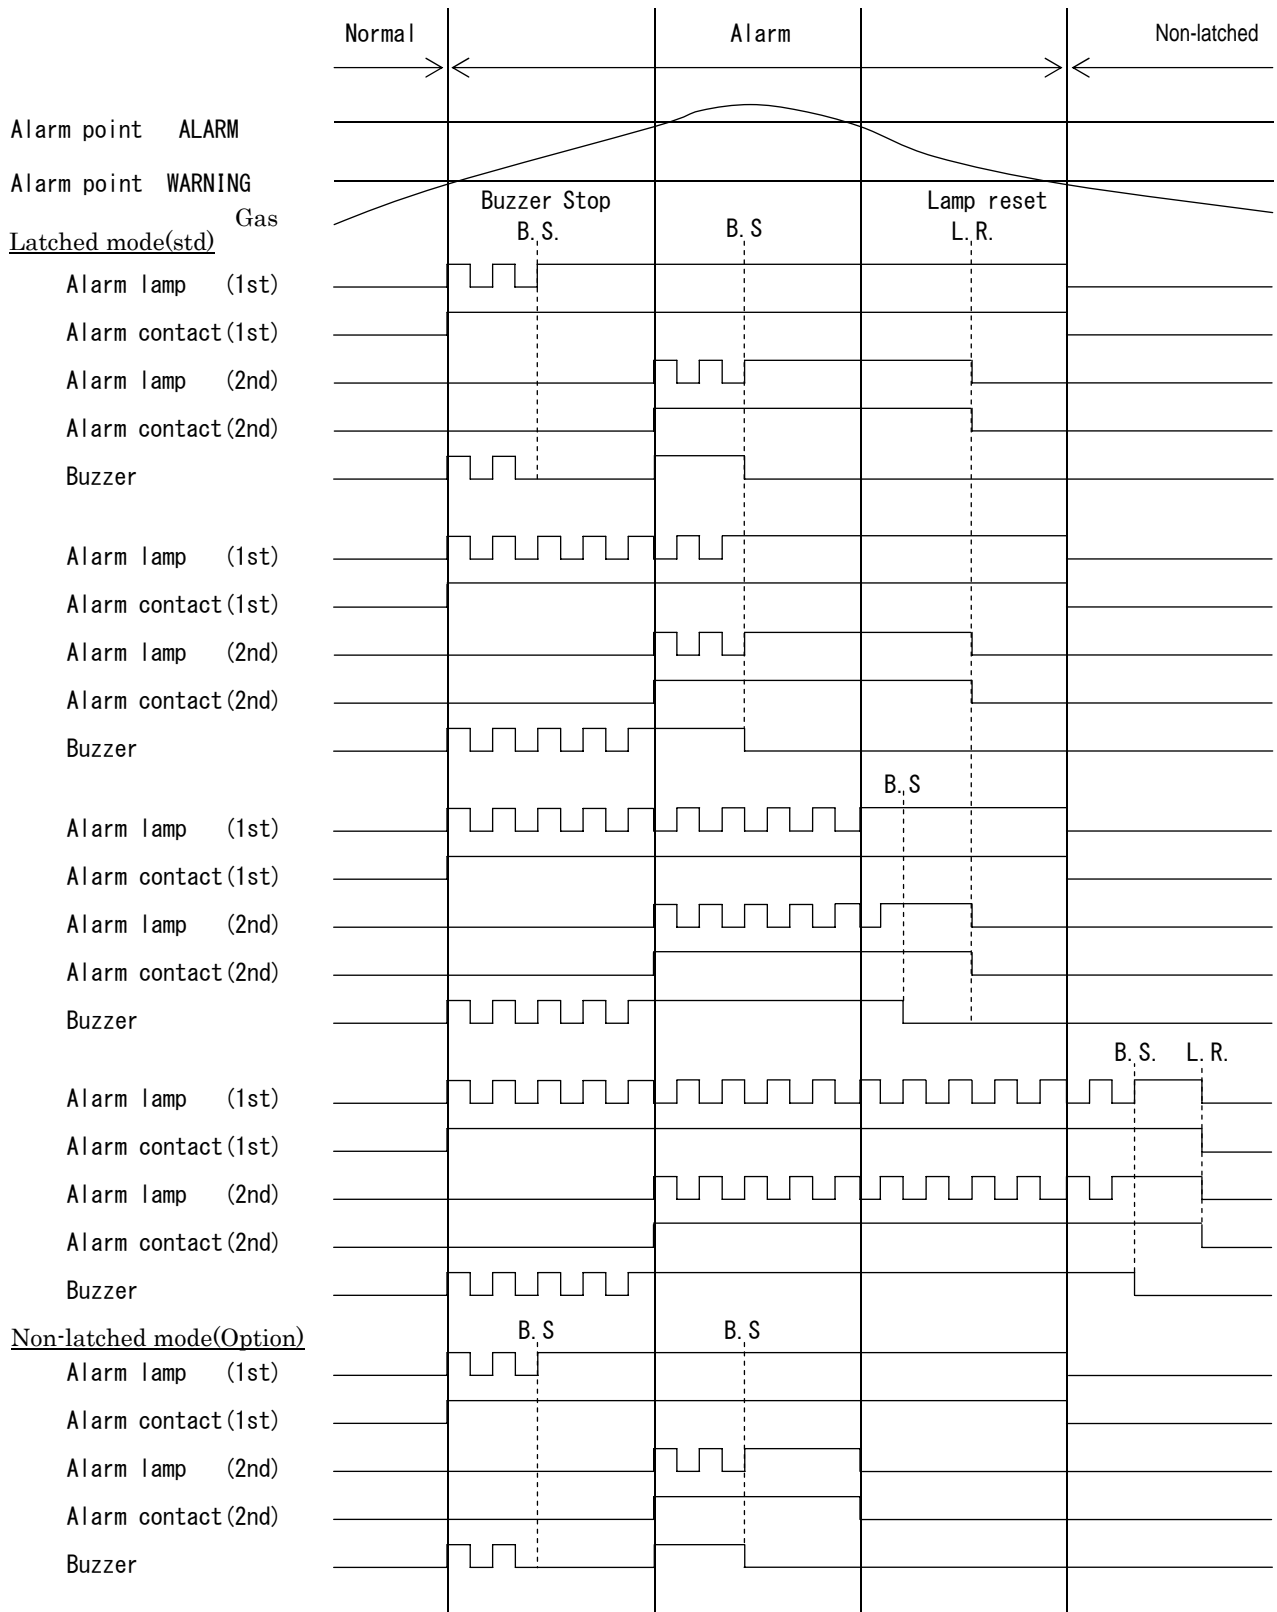 Normal Alarm Non-latched
Alarm point ALARM
Alarm point WARNING
Buzzer Stop Lamp reset
Gas
B.S. B.S L.R.
Latched mode(std)
Alarm lamp (1st)
Alarm contact(1st)
Alarm lamp (2nd)
Alarm contact(2nd)
Buzzer
Alarm lamp (1st)
Alarm contact(1st)
Alarm lamp (2nd)
Alarm contact(2nd)
Buzzer
B.S
Alarm lamp (1st)
Alarm contact(1st)
Alarm lamp (2nd)
Alarm contact(2nd)
Buzzer
B.S. L.R.
Alarm lamp (1st)
Alarm contact(1st)
Alarm lamp (2nd)
Alarm contact(2nd)
Buzzer
Non-latched mode(Option) B.S B.S
Alarm lamp (1st)
Alarm contact(1st)
Alarm lamp (2nd)
Alarm contact(2nd)
Buzzer